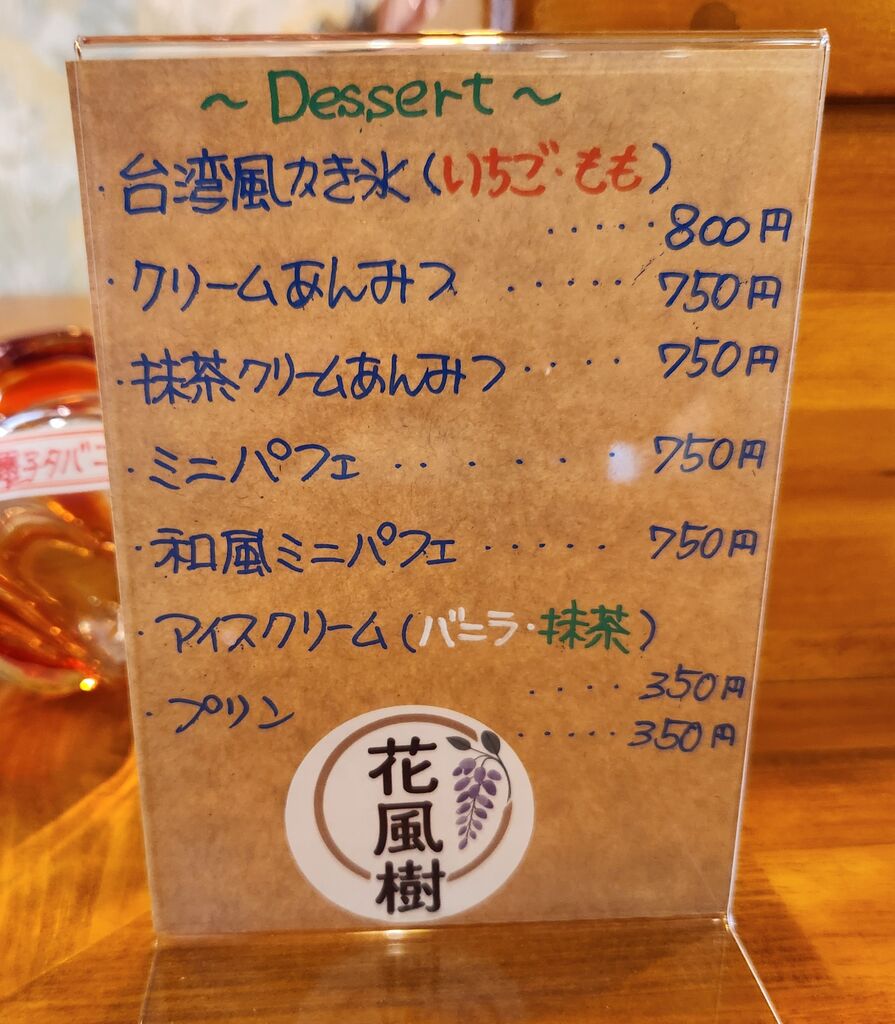 ~ Dessert ~
・台湾風かき氷(いちご・もも)
・・・・・800円
・クリームあんみつ ・・・・・ 750円
・抹茶クリームあんみつ・・・・ 750円
・ミニパフェ ・・・・・・ 750円
・和風ミニパフェ ・・・・・ 750円
・アイスクリーム(バニラ・抹茶)
・・・・350円
・プリン ・・・・・350円
花風樹